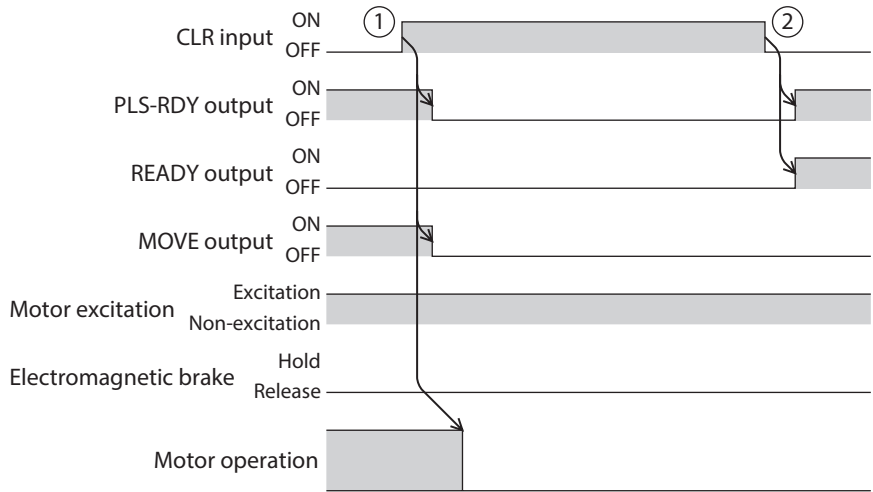 CLR input ON OFF ① ②
PLS-RDY output ON OFF
READY output ON OFF
MOVE output ON OFF
Motor excitation Excitation Non-excitation
Electromagnetic brake Hold Release
Motor operation